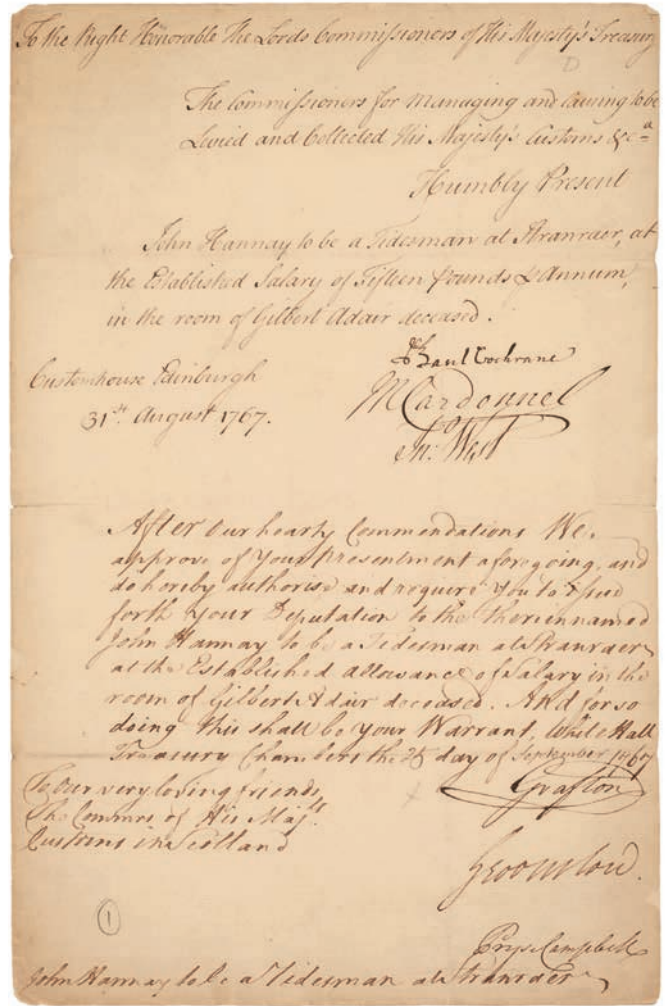 To the Right Honorable The Lords Commissioners of His Majesty's Treasury
D
The Commissioners for Managing and causing to be
Levied and Collected His Majesty's Customs &c.a
Humbly Present
John Hannay to be a Tidesman at Stranraer, at
the Established Salary of Fifteen pounds ⅌ Annum,
in the room of Gilbert Adair deceased.
Basil Cochrane
Customhouse Edinburgh
M Cardonnel
31st. August 1767.
Jn: West
After Our hearty Commendations We
approve of Your Presentment aforegoing, and
do hereby authorise and require You to issue
forth Your Deputation to the therein named
John Hannay to be a Tidesman at Stranraer
at the Established allowance of Salary in the
room of Gilbert Adair deceased. And for so
doing this shall be Your Warrant, White Hall
Treasury Chambers the 25 day of September 1767
To Our very loving friends
Grafton
The Commrs of His Maj.ts
Customs in Scotland
1
Pryse Campbell
John Hannay to be a Tidesman at Stranraer